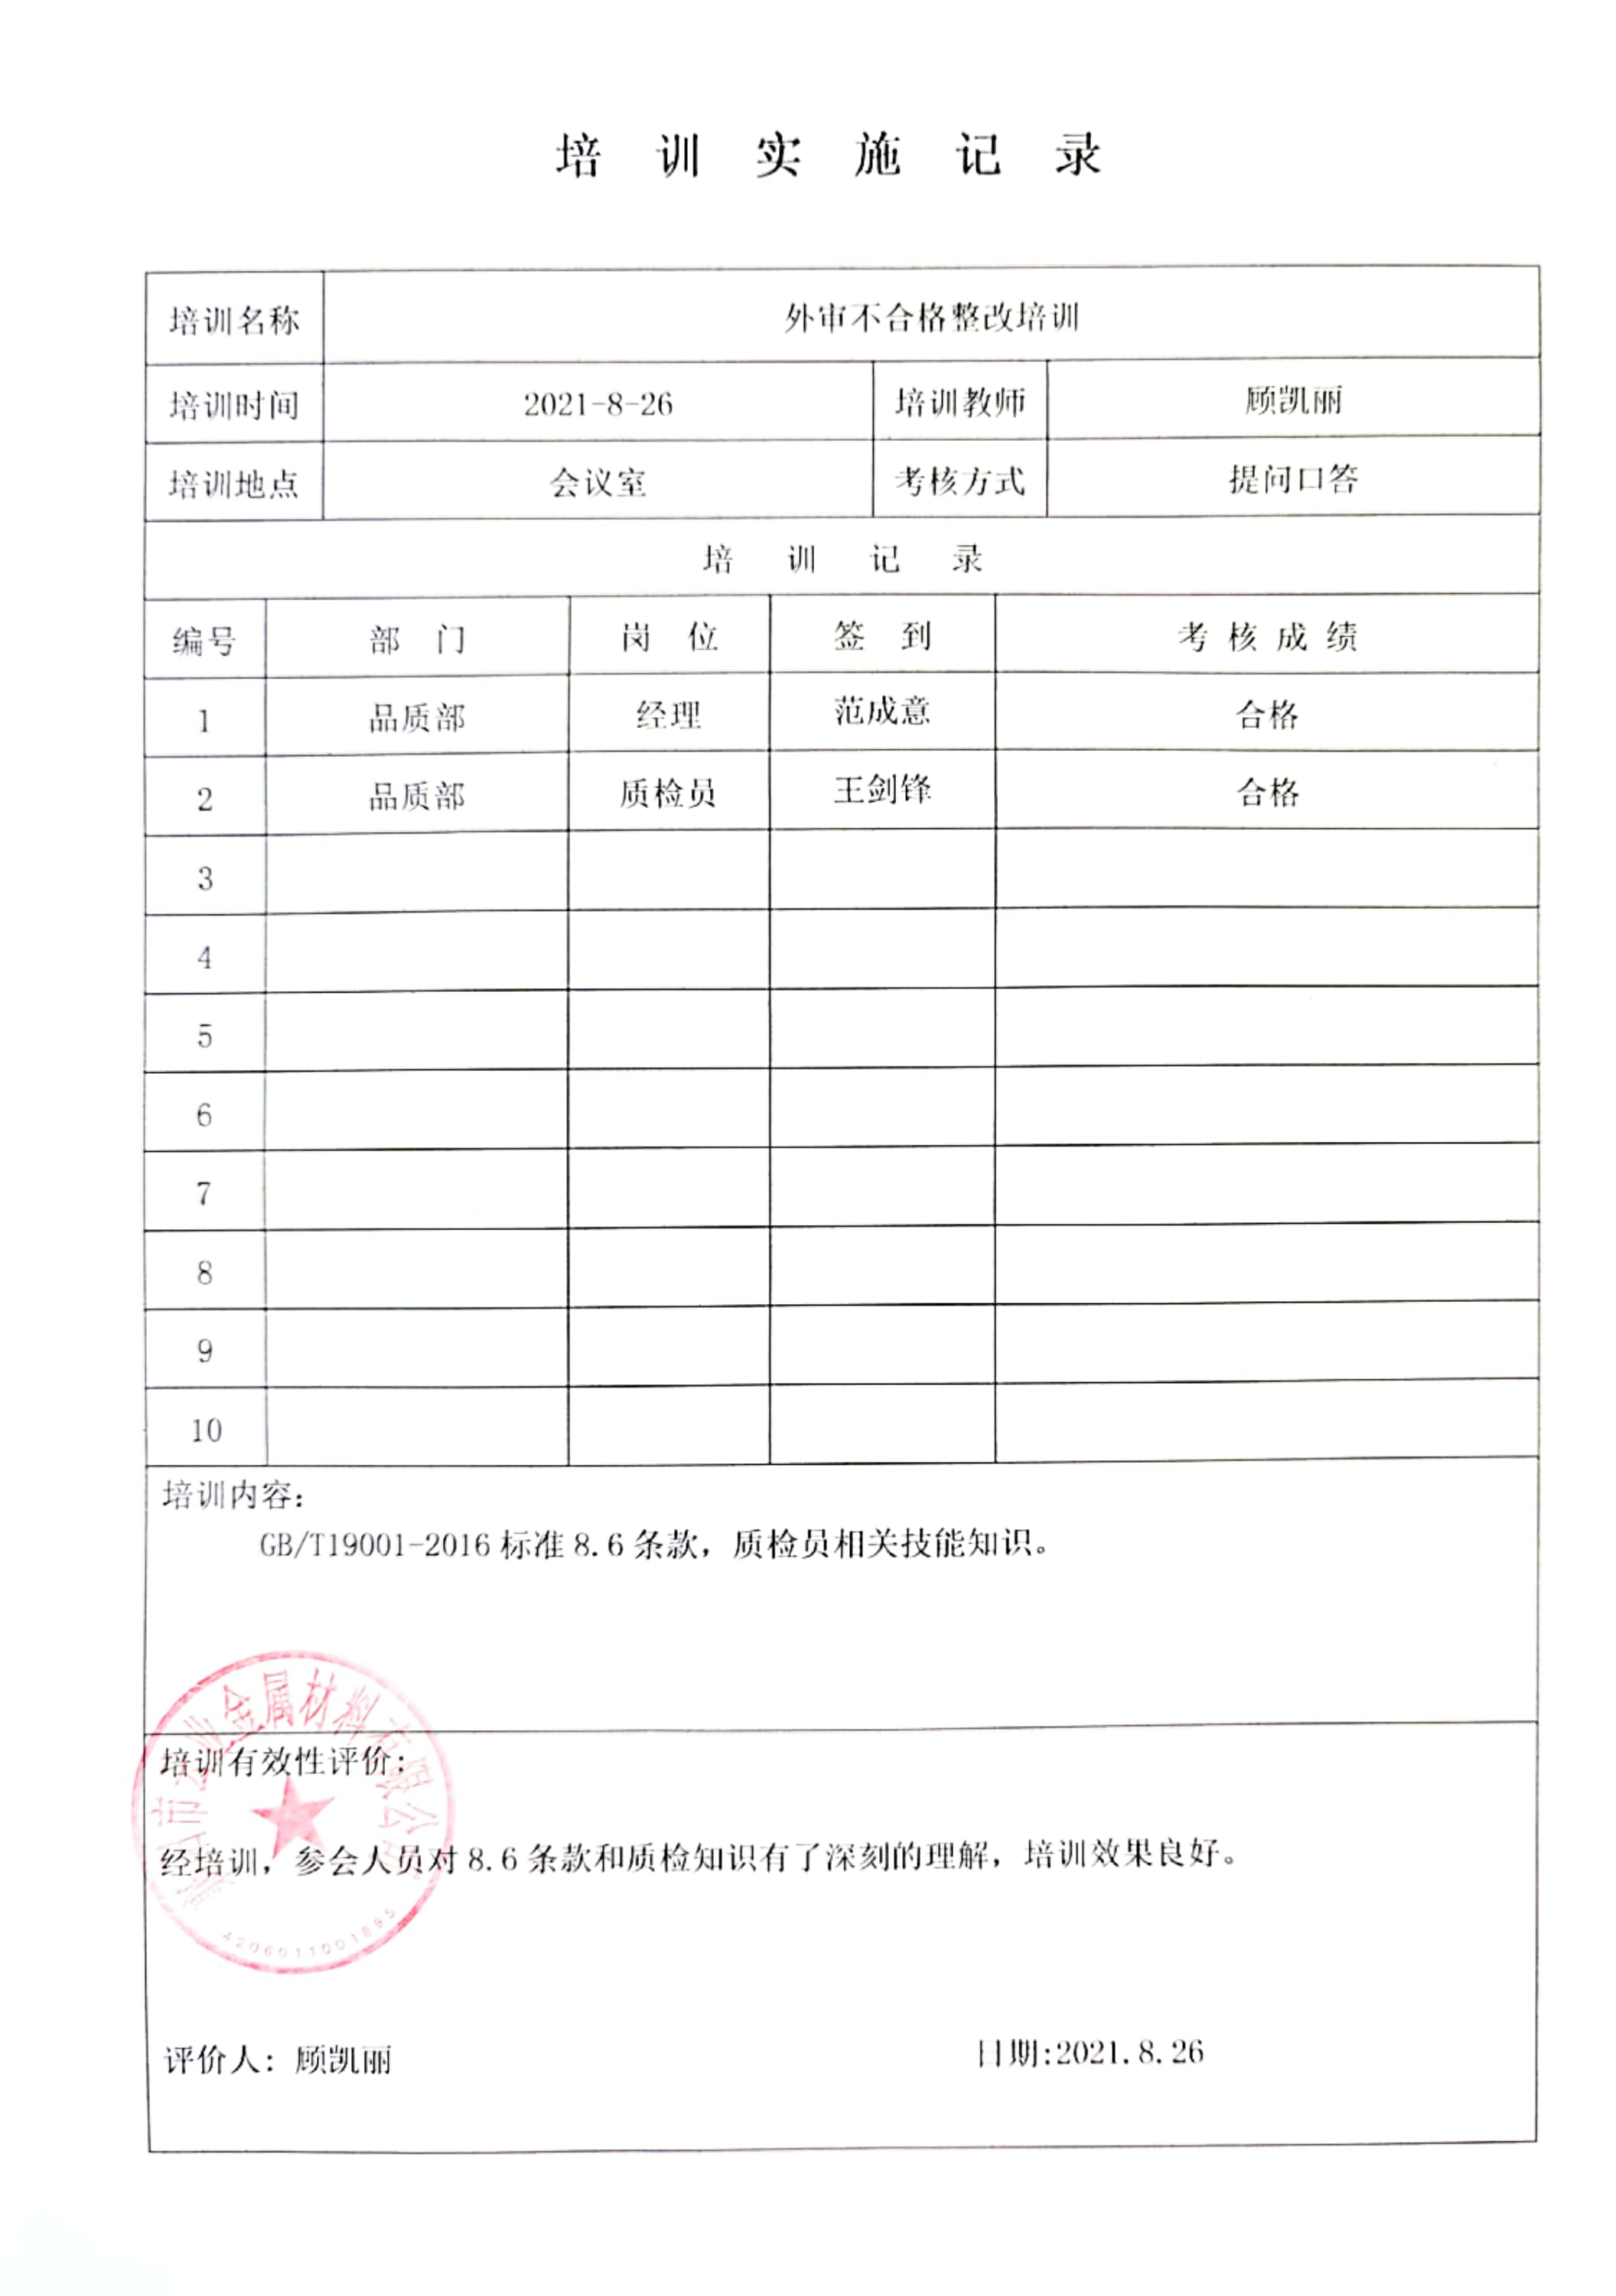 培训实施记录
培训名称 外审不合格整改培训
培训时间 2021-8-26 培训教师 顾凯丽
培训地点 会议室 考核方式 提问口答
培训记录
编号 部门 岗位 签到 考核成绩
1 品质部 经理 范成意 合格
2 品质部 质检员 王剑锋 合格
3
4
5
6
7
8
9
10
培训内容：
GB/T19001-2016标准8.6条款，质检员相关技能知识。
金属材料有限公
培训有效性评价：
经培训，参会人员对8.6条款和质检知识有了深刻的理解，培训效果良好。
4206011001895
评价人：顾凯丽 日期:2021.8.26